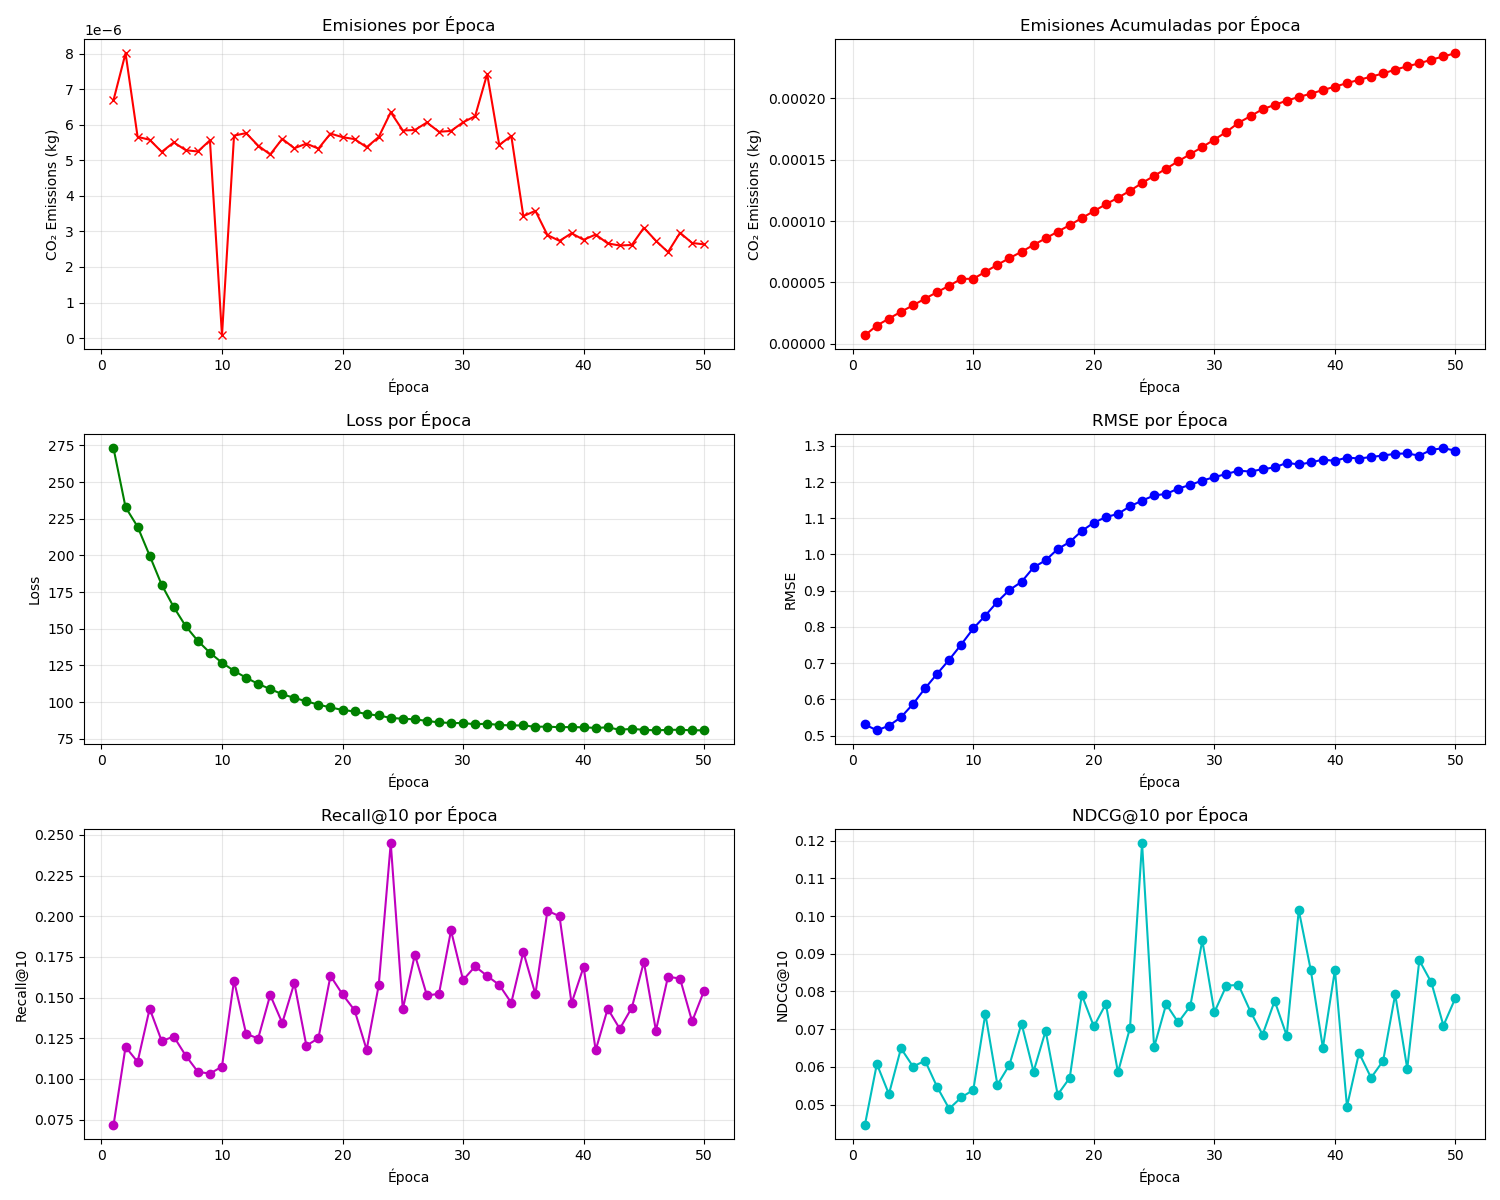 Emisiones por Época
1e−6
8
7
6
5
4
3
2
1
0
CO₂ Emissions (kg)
0 10 20 30 40 50
Época
Emisiones Acumuladas por Época
0.00020
0.00015
0.00010
0.00005
0.00000
CO₂ Emissions (kg)
0 10 20 30 40 50
Época
Loss por Época
275
250
225
200
175
150
125
100
75
Loss
0 10 20 30 40 50
Época
RMSE por Época
1.3
1.2
1.1
1.0
0.9
0.8
0.7
0.6
0.5
RMSE
0 10 20 30 40 50
Época
Recall@10 por Época
0.250
0.225
0.200
0.175
0.150
0.125
0.100
0.075
Recall@10
0 10 20 30 40 50
Época
NDCG@10 por Época
0.12
0.11
0.10
0.09
0.08
0.07
0.06
0.05
NDCG@10
0 10 20 30 40 50
Época